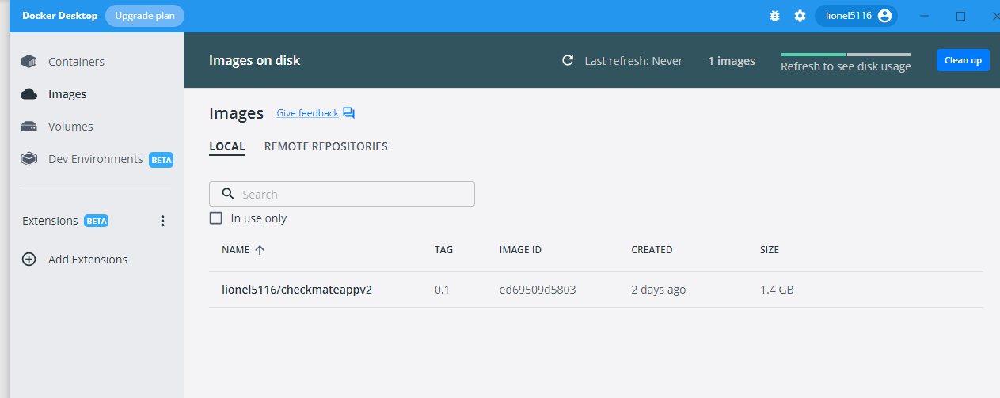 Docker Desktop Upgrade plan lionel5116
Containers
Images
Volumes
Dev Environments BETA
Extensions BETA
Add Extensions
Images on disk Last refresh: Never 1 images Refresh to see disk usage Clean up
Images Give feedback
LOCAL REMOTE REPOSITORIES
Search
In use only
NAME TAG IMAGE ID CREATED SIZE
lionel5116/checkmateappv2 0.1 ed69509d5803 2 days ago 1.4 GB